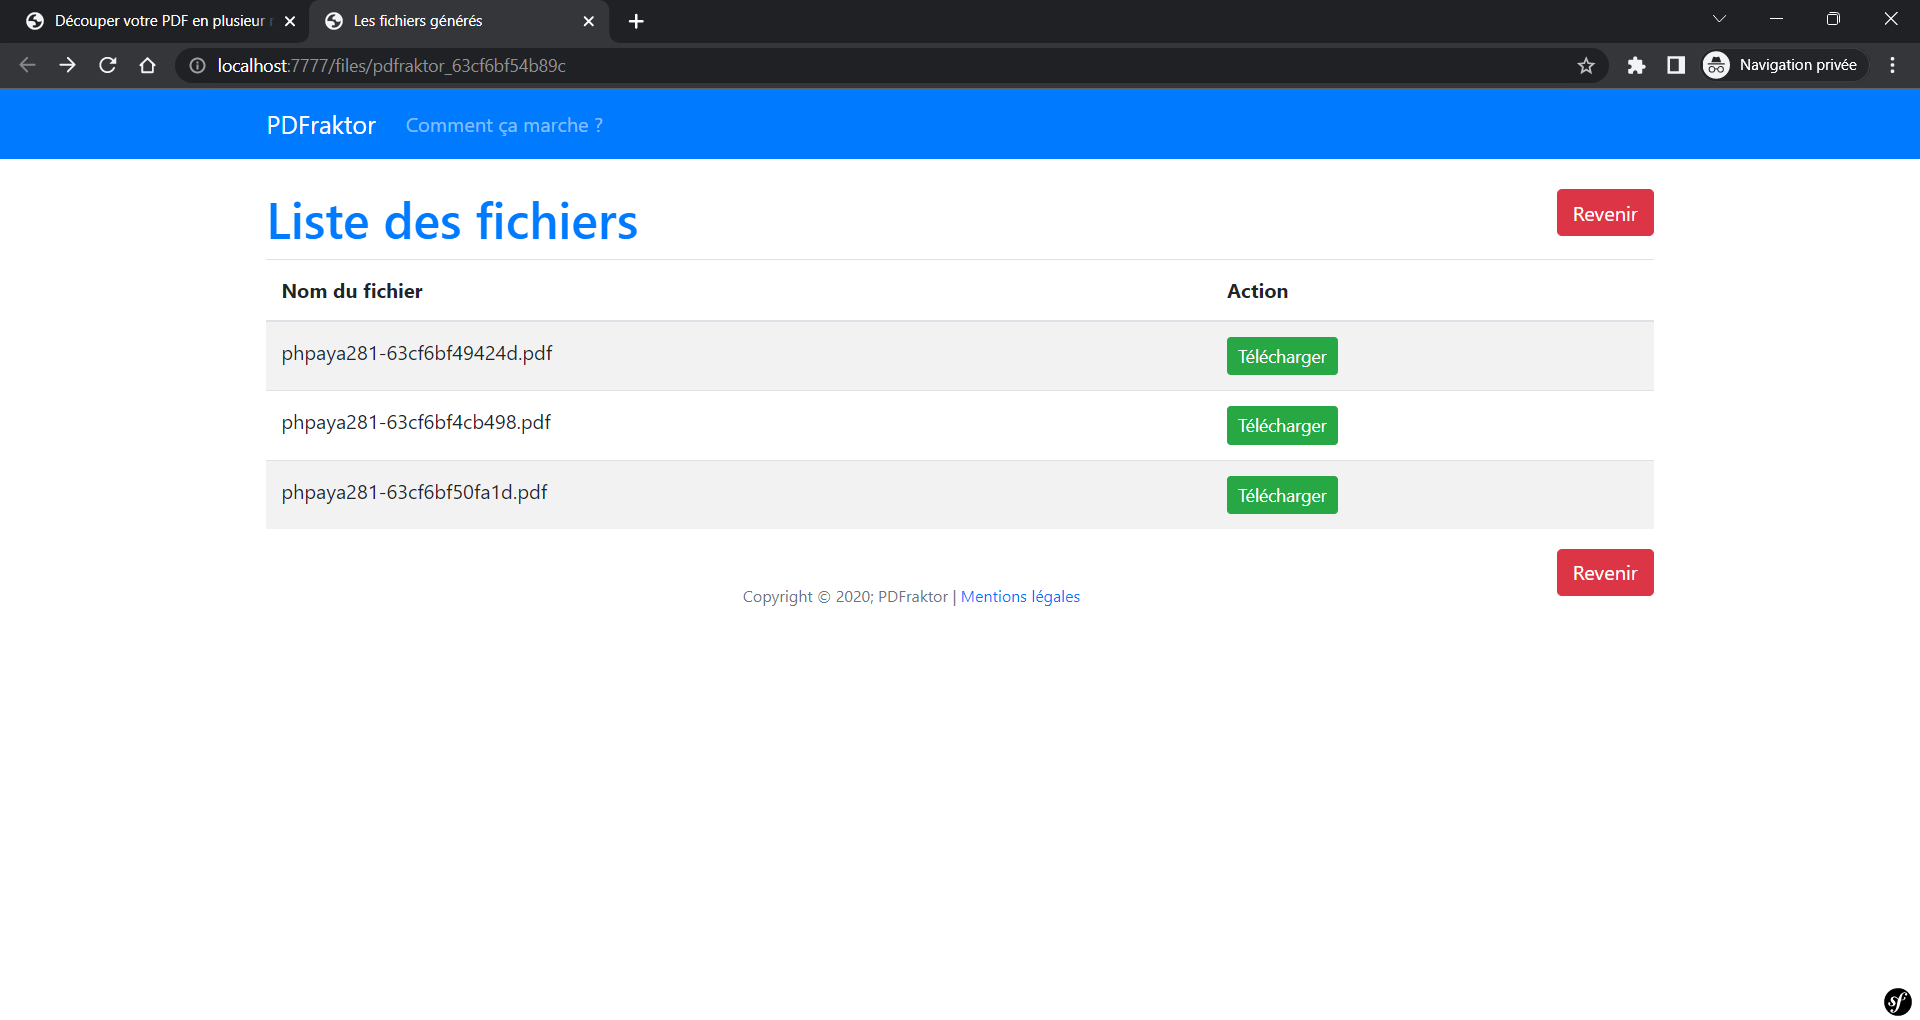 Découper votre PDF en plusieur
Les fichiers générés
localhost:7777/files/pdfraktor_63cf6bf54b89c
Navigation privée
PDFraktor
Comment ça marche ?
Liste des fichiers
Revenir
Nom du fichier
Action
phpaya281-63cf6bf49424d.pdf
Télécharger
phpaya281-63cf6bf4cb498.pdf
Télécharger
phpaya281-63cf6bf50fa1d.pdf
Télécharger
Revenir
Copyright © 2020; PDFraktor | Mentions légales
sf